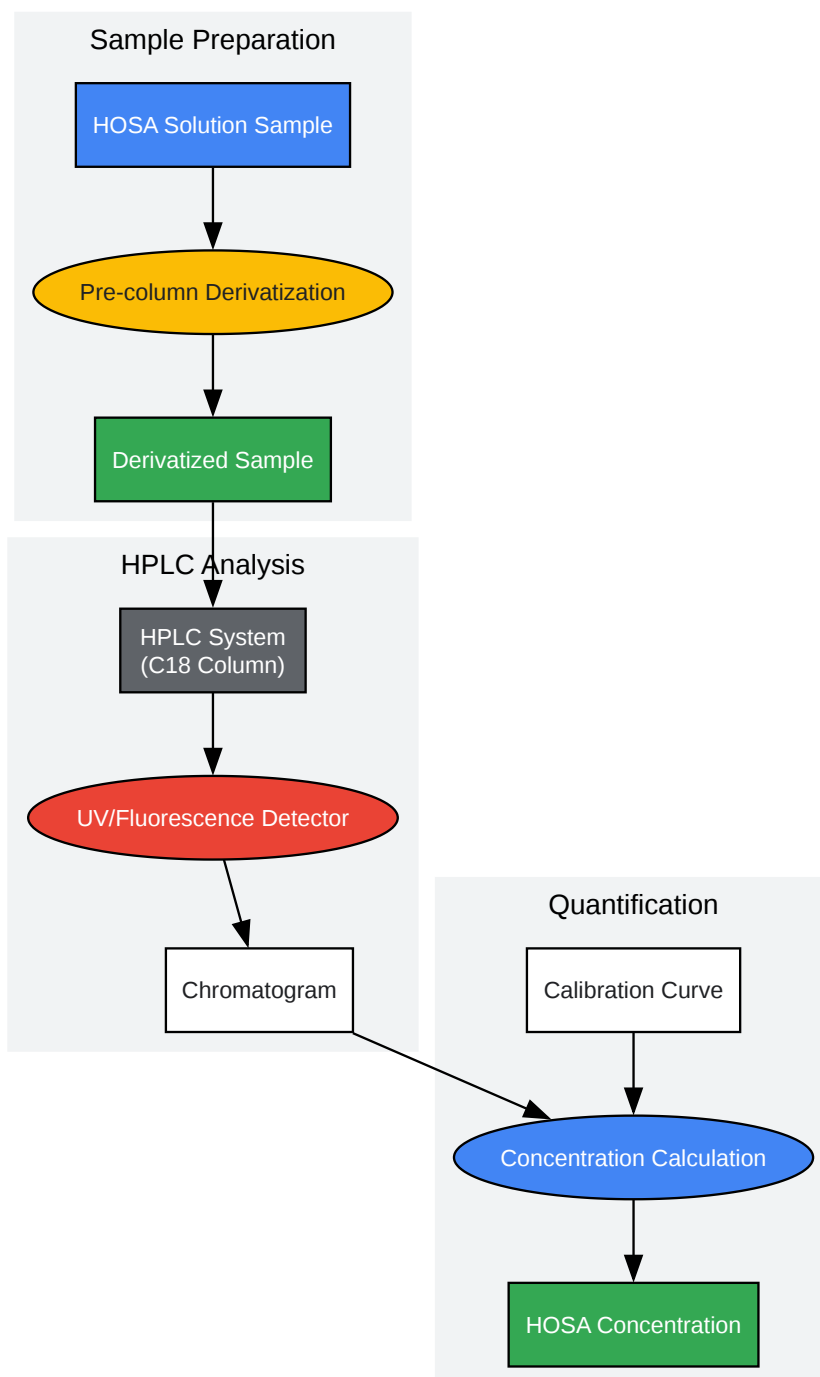 Sample Preparation
HOSA Solution Sample
Pre-column Derivatization
Derivatized Sample
HPLC Analysis
HPLC System
(C18 Column)
UV/Fluorescence Detector
Chromatogram
Quantification
Calibration Curve
Concentration Calculation
HOSA Concentration